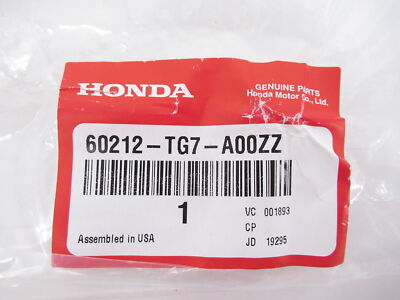 HONDA
GENUINE PARTS
Honda Motor Co., Ltd.
60212-TG7-A00ZZ
1
VC 001893
CP
Assembled in USA
JD 19295